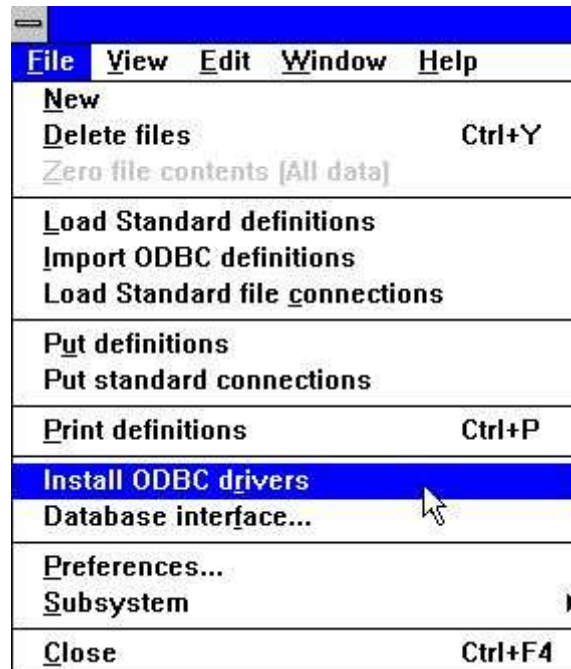 File View Edit Window Help
New
Delete files Ctrl+Y
Zero file contents [All data]
Load Standard definitions
Import ODBC definitions
Load Standard file connections
Put definitions
Put standard connections
Print definitions Ctrl+P
Install ODBC drivers
Database interface...
Preferences...
Subsystem
Close Ctrl+F4